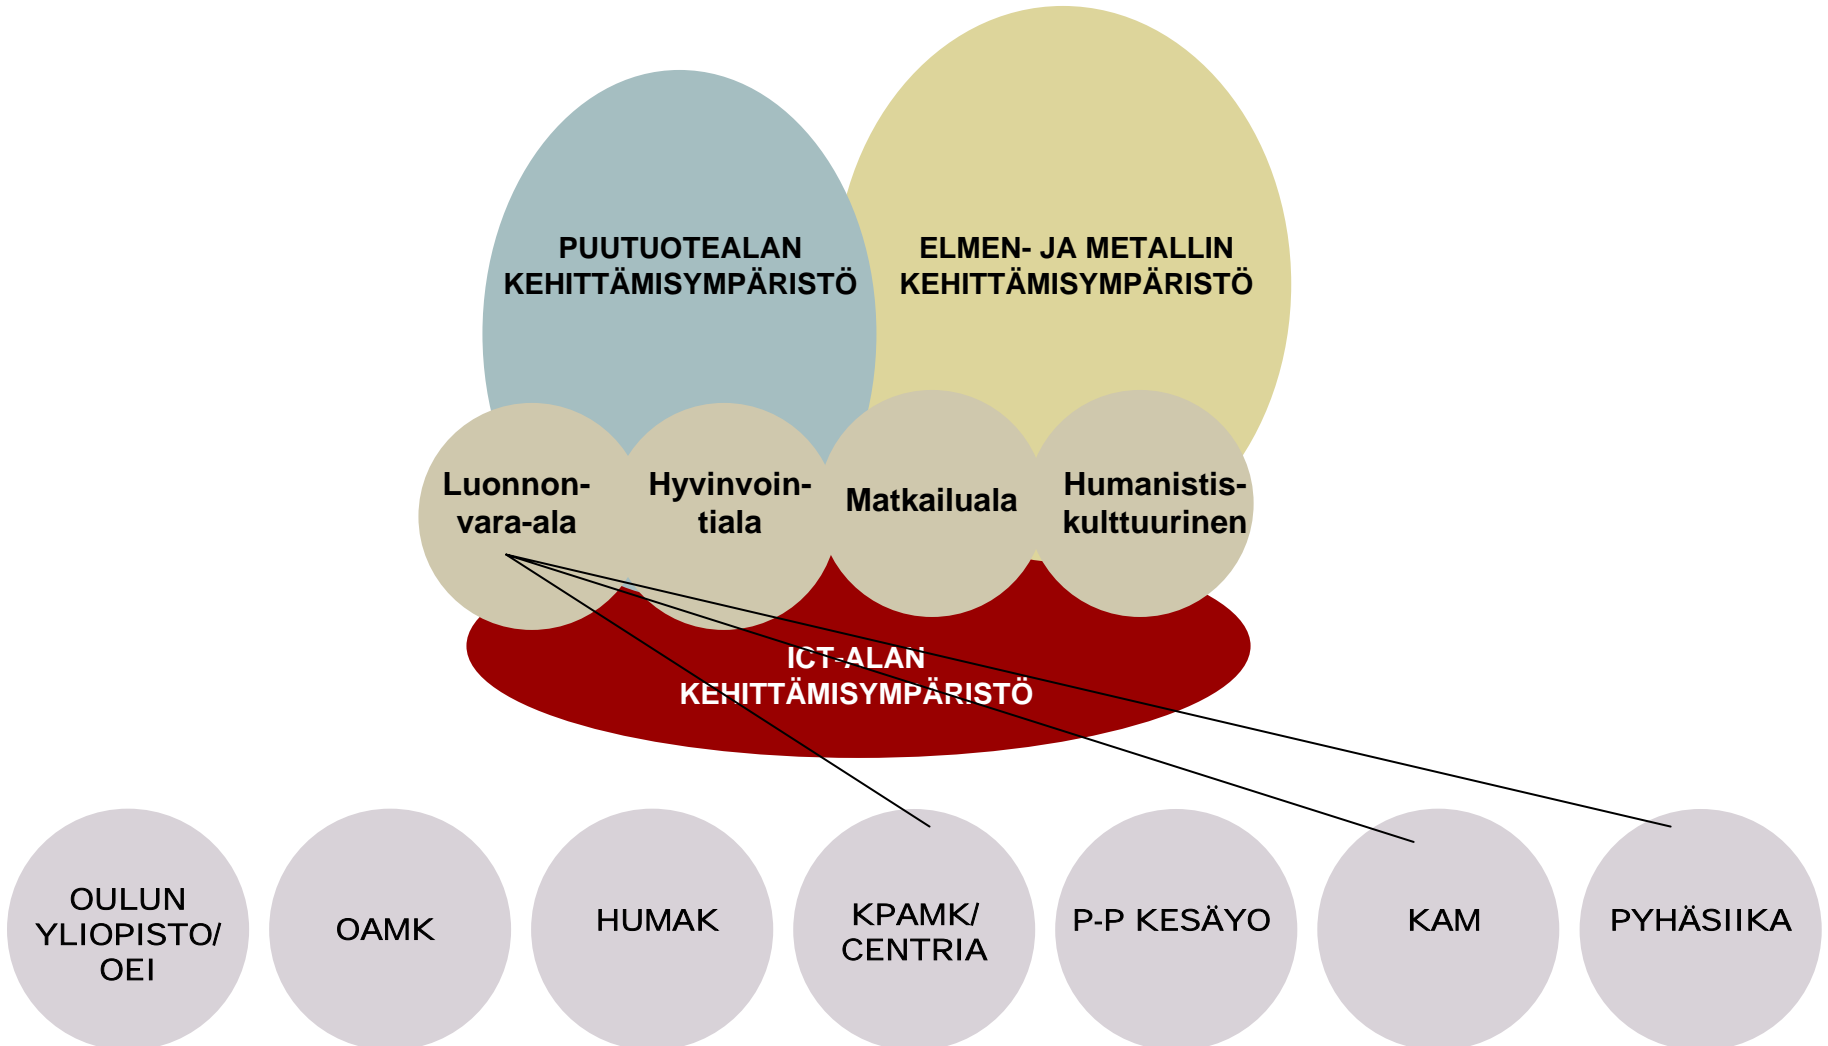 PUUTUOTEALAN
KEHITTÄMISYMPÄRISTÖ
ELMEN- JA METALLIN
KEHITTÄMISYMPÄRISTÖ
Luonnon-
vara-ala
Hyvinvoin-
tiala
Matkailuala
Humanistis-
kulttuurinen
ICT-ALAN
KEHITTÄMISYMPÄRISTÖ
OULUN
YLIOPISTO/
OEI
OAMK
HUMAK
KPAMK/
CENTRIA
P-P KESÄYO
KAM
PYHÄSIIKA